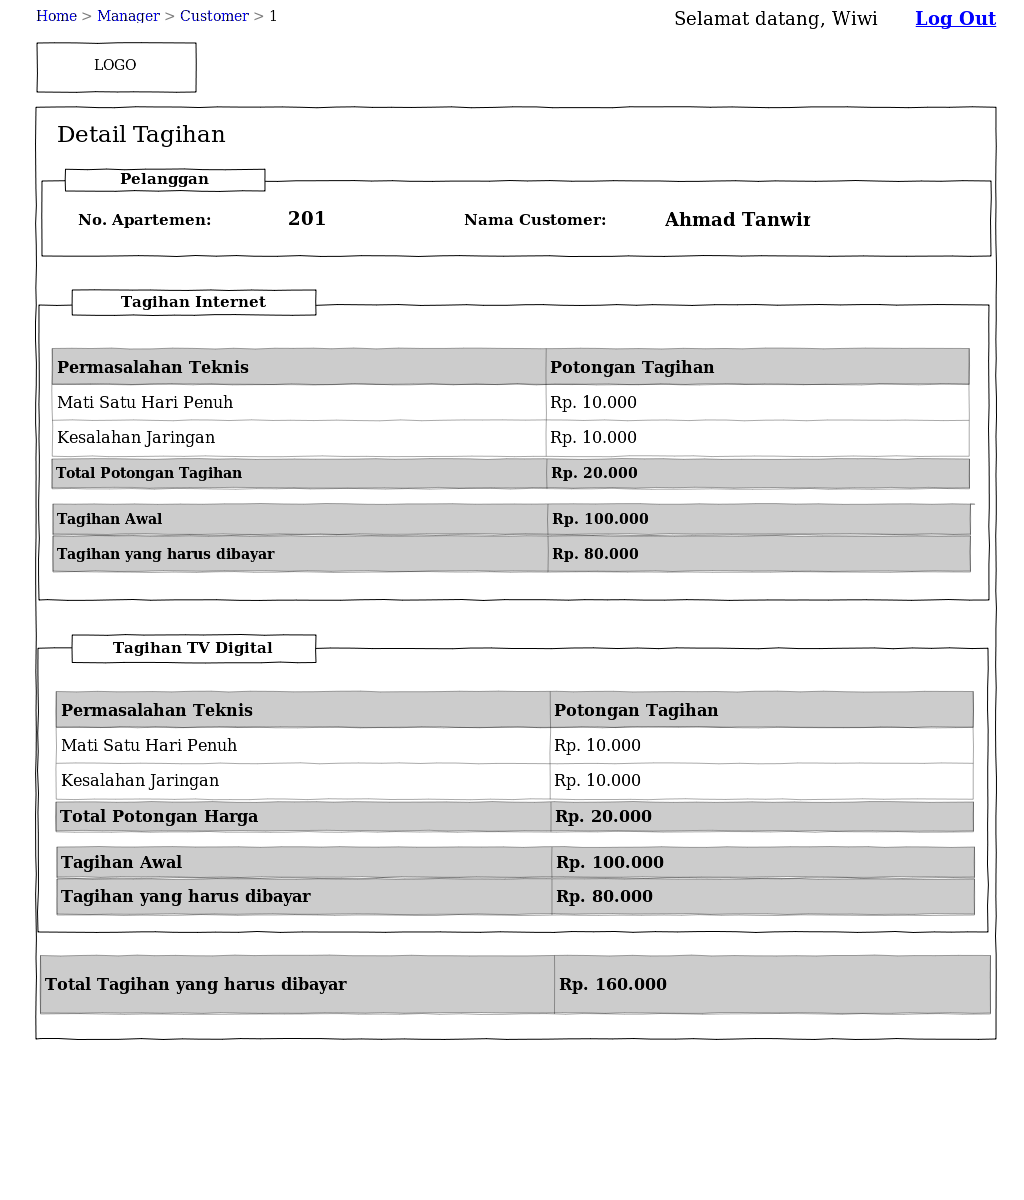 Home > Manager > Customer > 1
Selamat datang, Wiwi Log Out
LOGO
Detail Tagihan
Pelanggan
No. Apartemen: 201 Nama Customer: Ahmad Tanwir
Tagihan Internet
Permasalahan Teknis Potongan Tagihan
Mati Satu Hari Penuh Rp. 10.000
Kesalahan Jaringan Rp. 10.000
Total Potongan Tagihan Rp. 20.000
Tagihan Awal Rp. 100.000
Tagihan yang harus dibayar Rp. 80.000
Tagihan TV Digital
Permasalahan Teknis Potongan Tagihan
Mati Satu Hari Penuh Rp. 10.000
Kesalahan Jaringan Rp. 10.000
Total Potongan Harga Rp. 20.000
Tagihan Awal Rp. 100.000
Tagihan yang harus dibayar Rp. 80.000
Total Tagihan yang harus dibayar Rp. 160.000